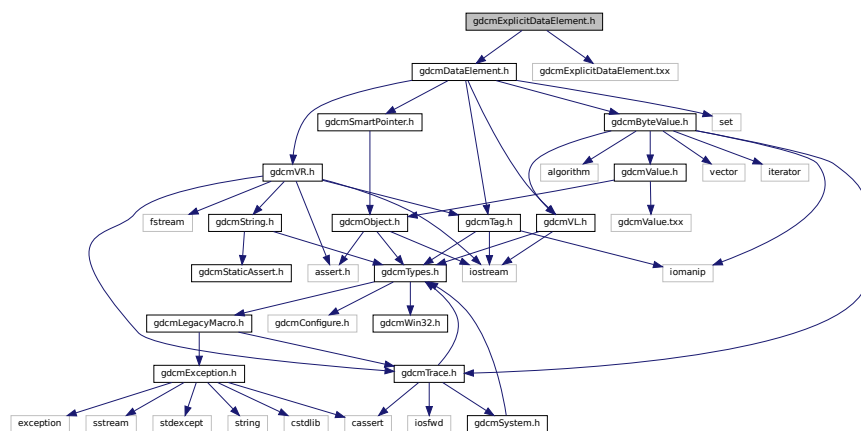 gdcmExplicitDataElement.h
gdcmDataElement.h
gdcmExplicitDataElement.txx
gdcmSmartPointer.h
gdcmByteValue.h
set
gdcmVR.h
algorithm
gdcmValue.h
vector
iterator
fstream
gdcmString.h
gdcmObject.h
gdcmTag.h
gdcmVL.h
gdcmValue.txx
gdcmStaticAssert.h
assert.h
gdcmTypes.h
iostream
iomanip
gdcmLegacyMacro.h
gdcmConfigure.h
gdcmWin32.h
gdcmException.h
gdcmTrace.h
exception
sstream
stdexcept
string
cstdlib
cassert
iosfwd
gdcmSystem.h